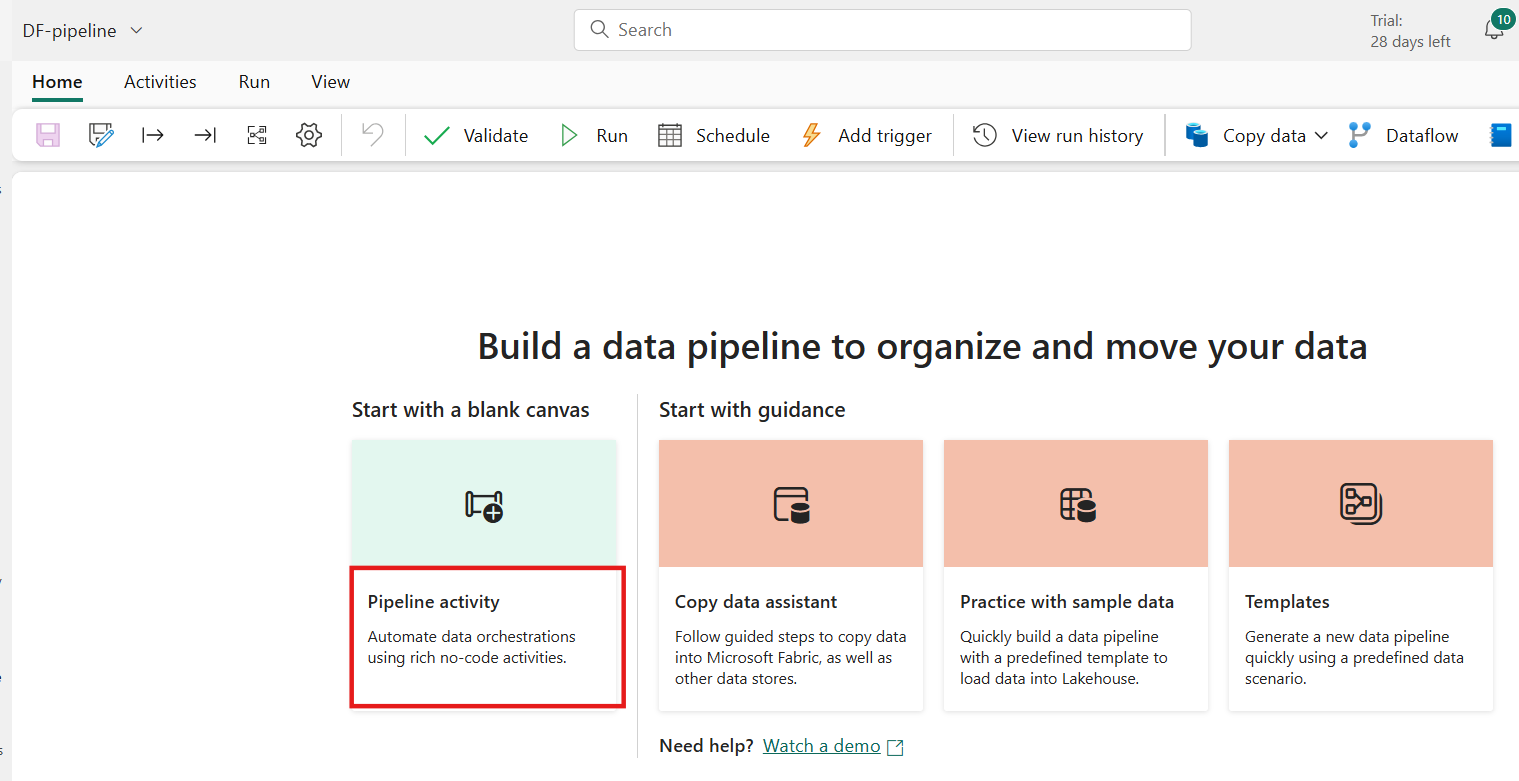 DF-pipeline
Search
Trial:
28 days left
10
Home
Activities
Run
View
Validate
Run
Schedule
Add trigger
View run history
Copy data
Dataflow
Build a data pipeline to organize and move your data
Start with a blank canvas
Start with guidance
Pipeline activity
Automate data orchestrations
using rich no-code activities.
Copy data assistant
Follow guided steps to copy data
into Microsoft Fabric, as well as
other data stores.
Practice with sample data
Quickly build a data pipeline
with a predefined template to
load data into Lakehouse.
Templates
Generate a new data pipeline
quickly using a predefined data
scenario.
Need help? Watch a demo